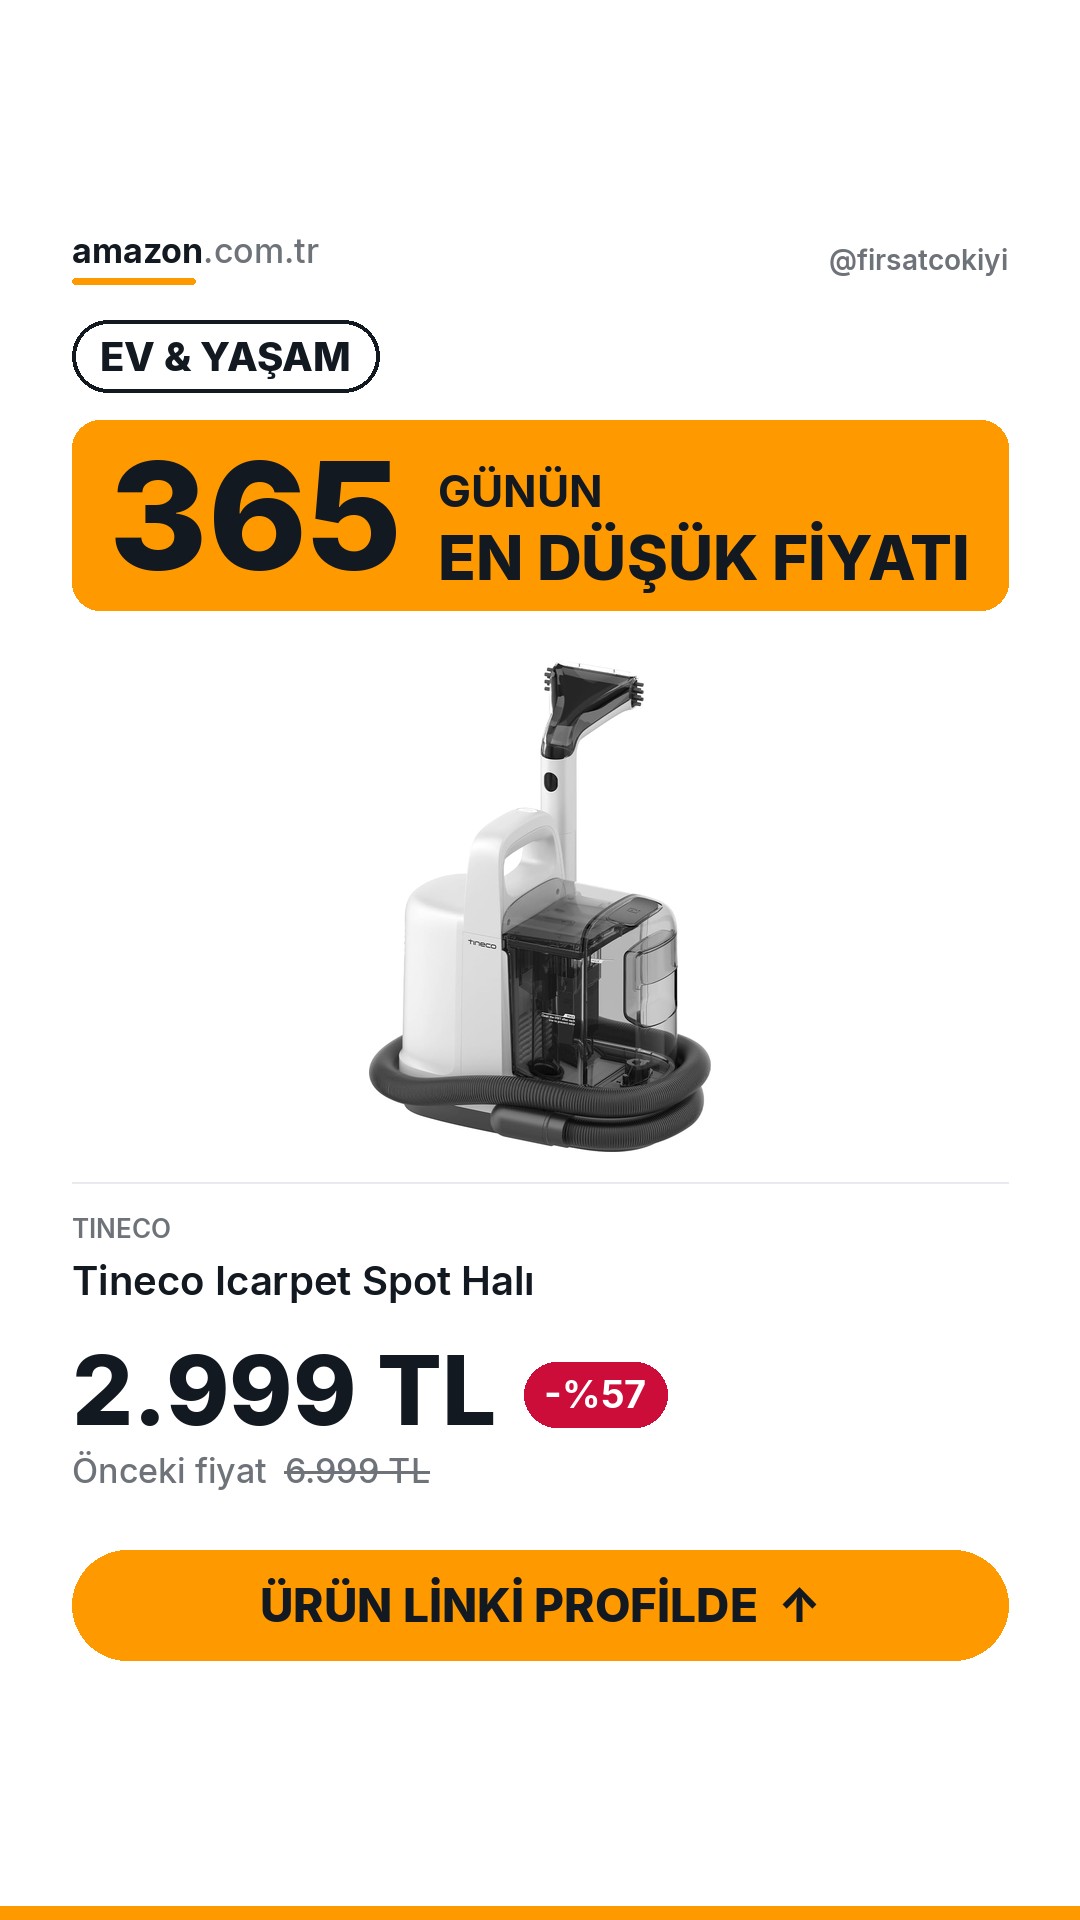 amazon.com.tr
@firsatcokiyi
EV & YAŞAM
365 GÜNÜN
EN DÜŞÜK FİYATI
TINECO
TINECO
Tineco Icarpet Spot Halı
2.999 TL -%57
Önceki fiyat 6.999 TL
ÜRÜN LİNKİ PROFİLDE ↑